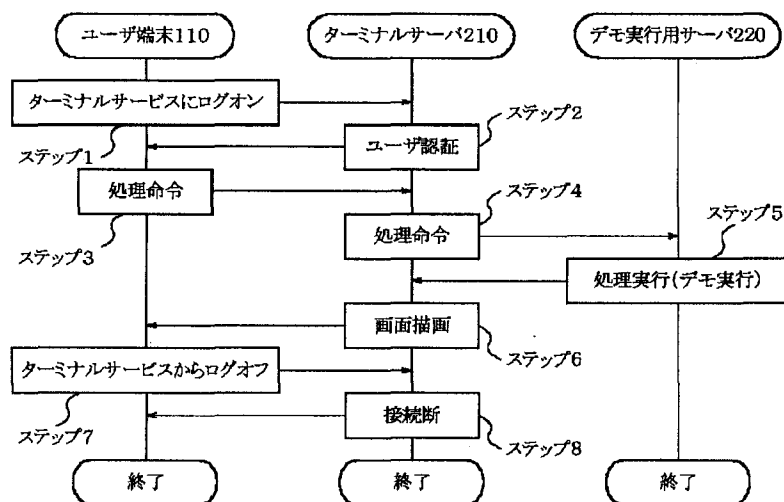 ユーザ端末110
ターミナルサーバ210
デモ実行用サーバ220
ターミナルサービスにログオン
ステップ1
ユーザ認証
ステップ2
処理命令
ステップ3
処理命令
ステップ4
処理実行(デモ実行)
ステップ5
画面描画
ステップ6
ターミナルサービスからログオフ
ステップ7
接続断
ステップ8
終了
終了
終了